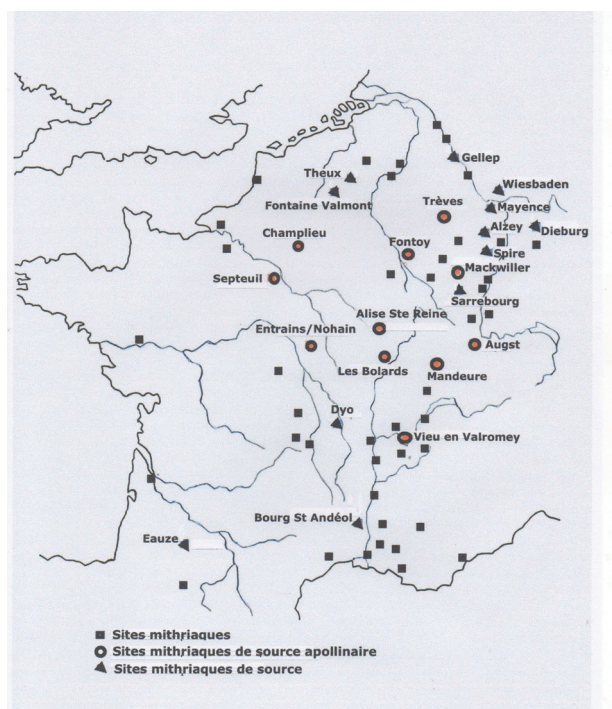 Gellep
Theux
Wiesbaden
Fontaine Valmont
Trèves
Mayence
Alzey
Dieburg
Champlieu
Fontoy
Spire
Mackwiller
Septeuil
Sarrebourg
Alise Ste Reine
Entrains/Nohain
Augst
Les Bolards
Mandeure
Dyo
Vieu en Valromey
Bourg St Andéol
Eauze
Sites mithriaques
Sites mithriaques de source apollinaire
Sites mithriaques de source